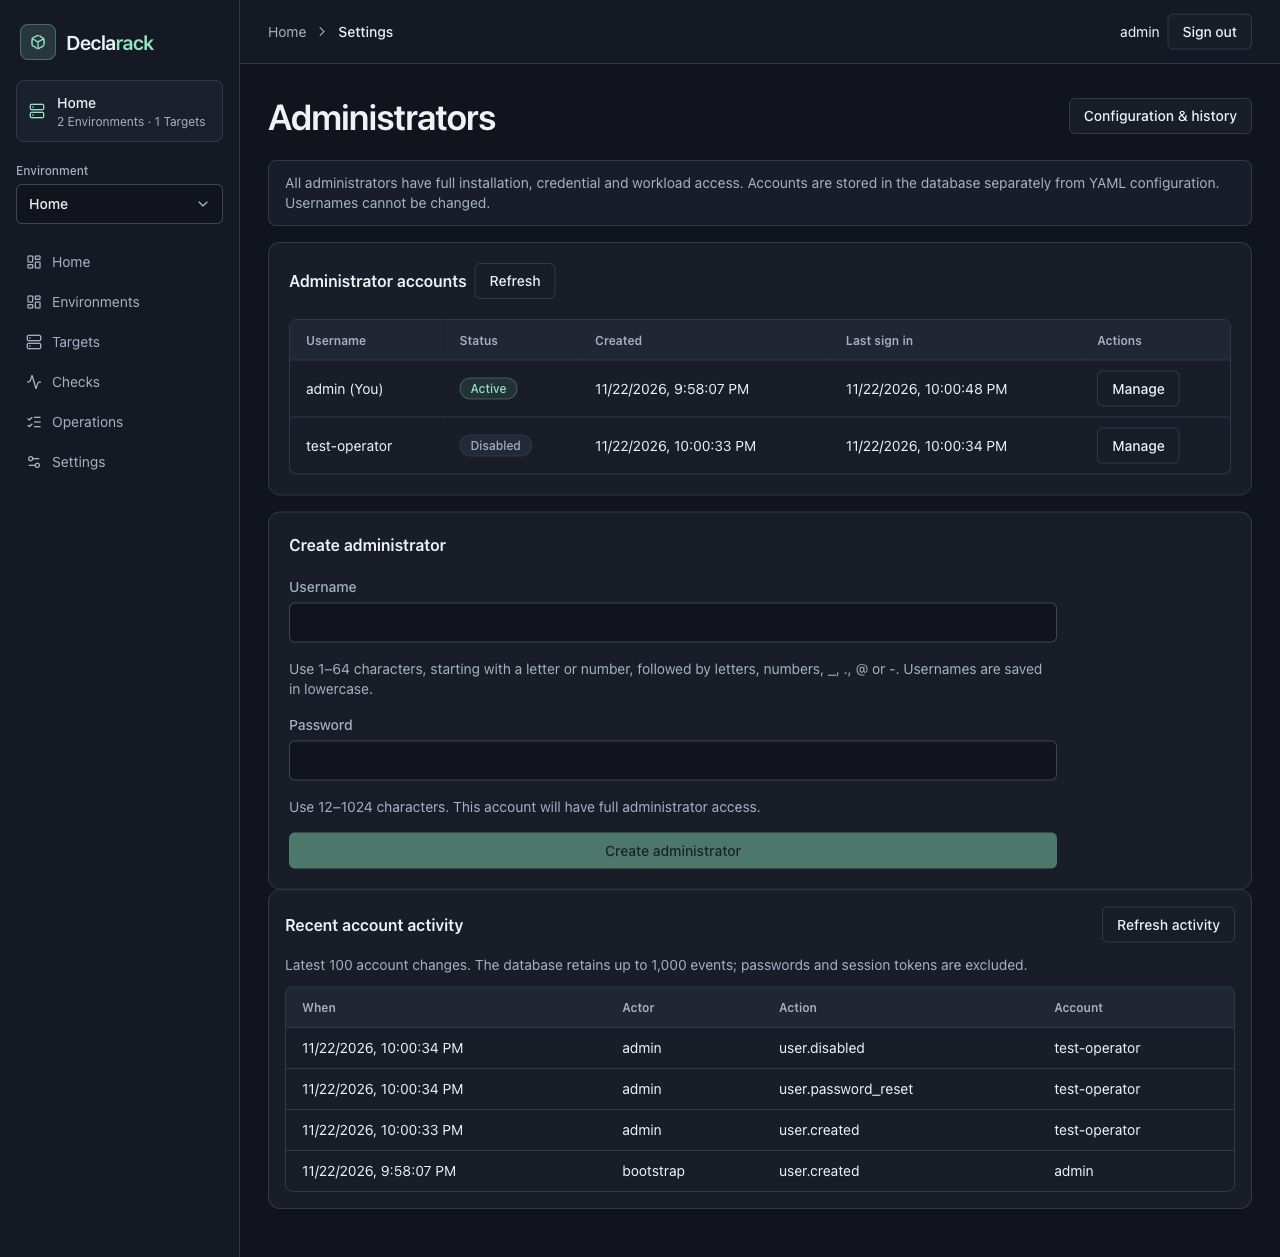 Declarack
Home
2 Environments · 1 Targets
Environment
Home
Home
Environments
Targets
Checks
Operations
Settings
Home > Settings
admin
Sign out
Administrators
Configuration & history
All administrators have full installation, credential and workload access. Accounts are stored in the database separately from YAML configuration.
Usernames cannot be changed.
Administrator accounts
Refresh
Username Status Created Last sign in Actions
admin (You) Active 11/22/2026, 9:58:07 PM 11/22/2026, 10:00:48 PM Manage
test-operator Disabled 11/22/2026, 10:00:33 PM 11/22/2026, 10:00:34 PM Manage
Create administrator
Username
Use 1–64 characters, starting with a letter or number, followed by letters, numbers, _, ., @ or -. Usernames are saved
in lowercase.
Password
Use 12–1024 characters. This account will have full administrator access.
Create administrator
Recent account activity
Refresh activity
Latest 100 account changes. The database retains up to 1,000 events; passwords and session tokens are excluded.
When Actor Action Account
11/22/2026, 10:00:34 PM admin user.disabled test-operator
11/22/2026, 10:00:34 PM admin user.password_reset test-operator
11/22/2026, 10:00:33 PM admin user.created test-operator
11/22/2026, 9:58:07 PM bootstrap user.created admin